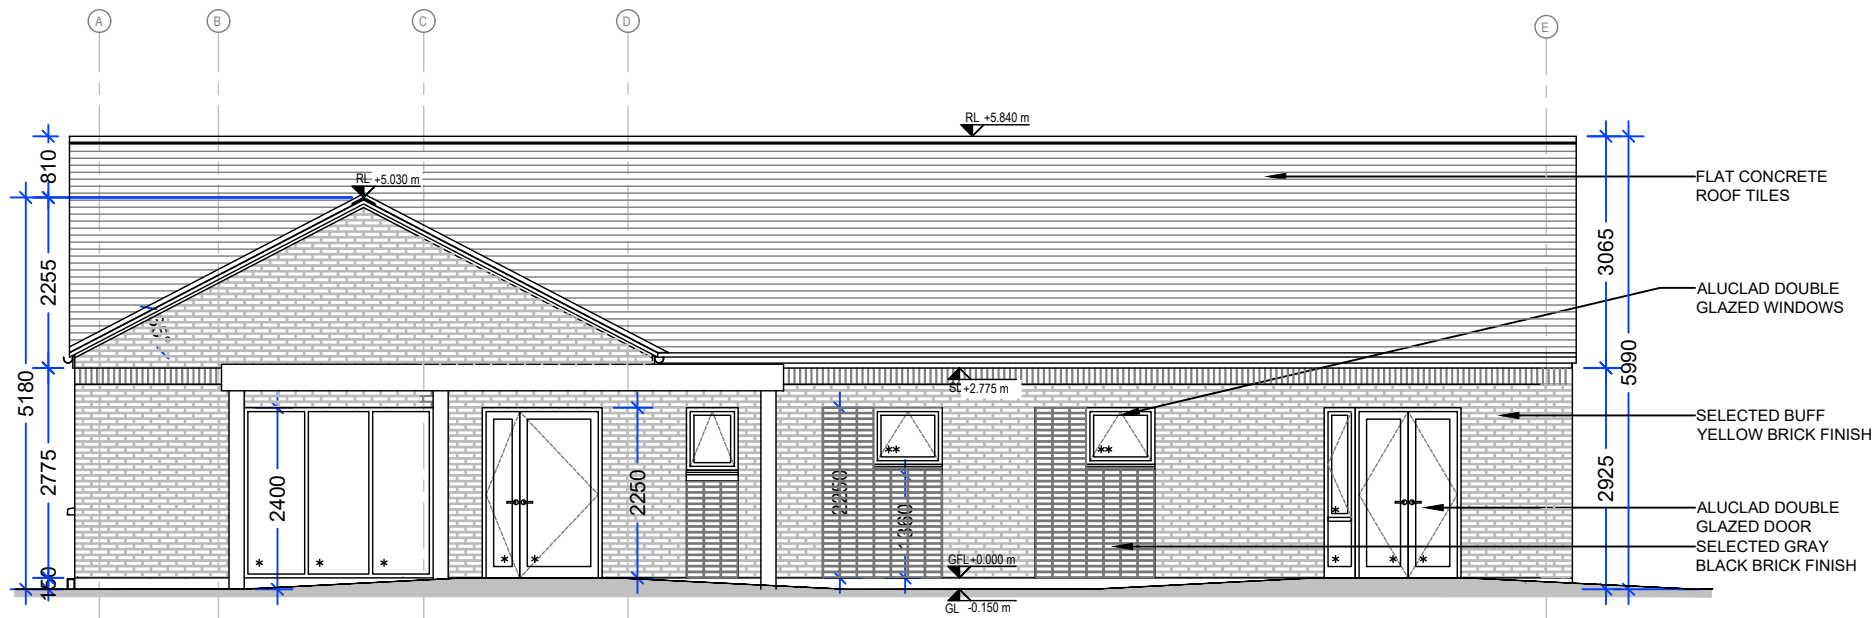 A
B
C
D
E
RL +5.840 m
RL +5.030 m
810
2255
5180
2775
150
FLAT CONCRETE
ROOF TILES
3065
ALUCLAD DOUBLE
GLAZED WINDOWS
5990
SL+2.775 m
SELECTED BUFF
YELLOW BRICK FINISH
** **
2400
2250
2250
1360
2925
ALUCLAD DOUBLE
GLAZED DOOR
SELECTED GRAY
BLACK BRICK FINISH
*
* * * * * * * *
GFL+0.000 m
GL -0.150 m